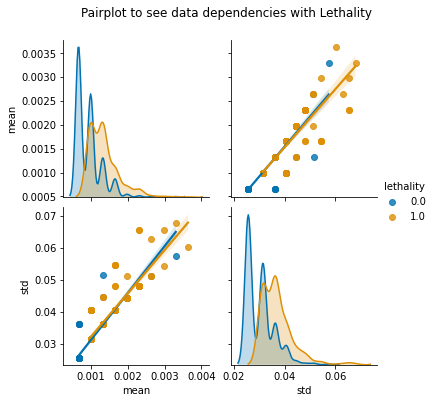 Pairplot to see data dependencies with Lethality
0.0035
0.0030
0.0025
0.0020
0.0015
0.0010
0.0005
mean
lethality
0.0
1.0
0.07
0.06
0.05
0.04
0.03
std
0.001 0.002 0.003 0.004
mean
0.02 0.04 0.06
std